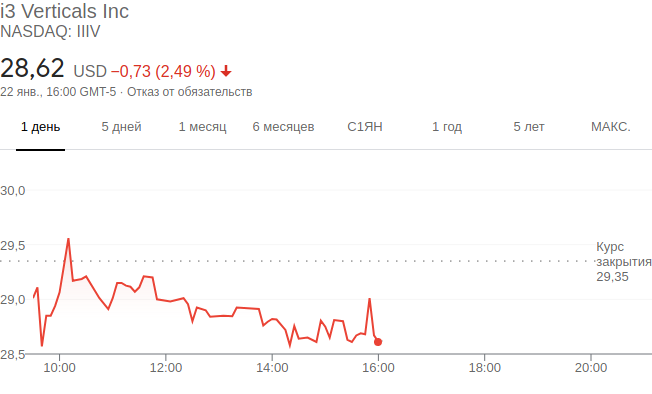 i3 Verticals Inc
NASDAQ: IIIV
28,62 USD −0,73 (2,49 %)
22 янв., 16:00 GMT-5 · Отказ от обязательств
1 день 5 дней 1 месяц 6 месяцев С1ЯН 1 год 5 лет МАКС.
30,0
29,5
Курс
закрытия
29,35
29,0
28,5
10:00 12:00 14:00 16:00 18:00 20:00